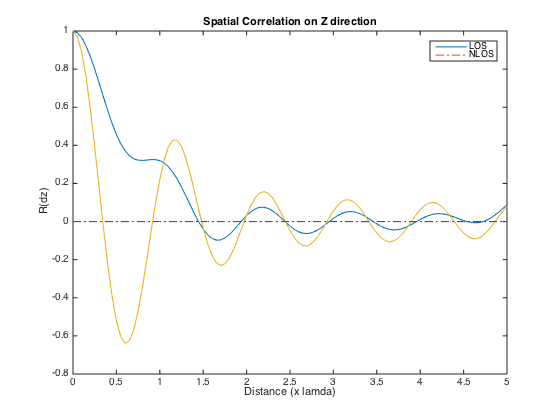 Spatial Correlation on Z direction
LOS
NLOS
1
0.8
0.6
0.4
0.2
0
-0.2
-0.4
-0.6
-0.8
R(dz)
0 0.5 1 1.5 2 2.5 3 3.5 4 4.5 5
Distance (x lamda)